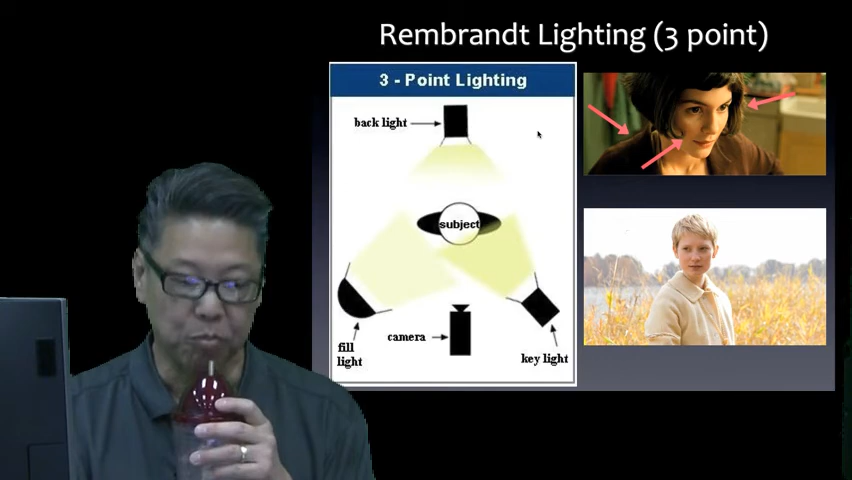 Rembrandt Lighting (3 point)
3 - Point Lighting
back light
subject
camera
fill
light
key light